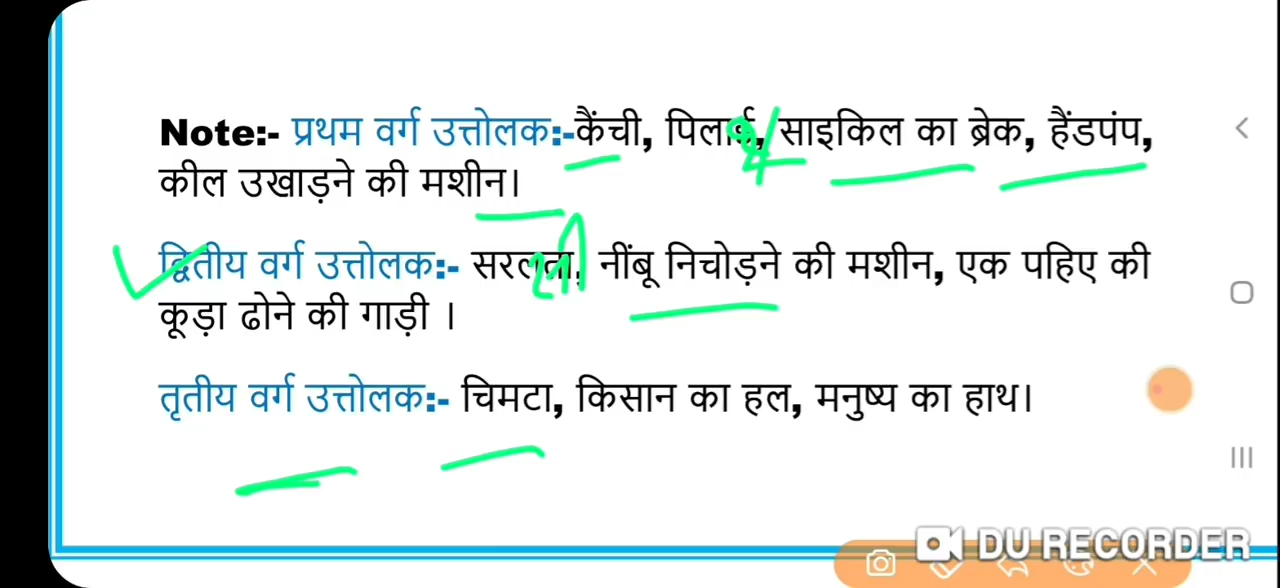 Note:- प्रथम वर्ग उत्तोलक:-कैंची, पिलाई, साइकिल का ब्रेक, हैंडपंप,
कील उखाड़ने की मशीन।
द्वितीय वर्ग उत्तोलक:- सरलता, नींबू निचोड़ने की मशीन, एक पहिए की
कूड़ा ढोने की गाड़ी ।
तृतीय वर्ग उत्तोलक:- चिमटा, किसान का हल, मनुष्य का हाथ।
DU RECORDER